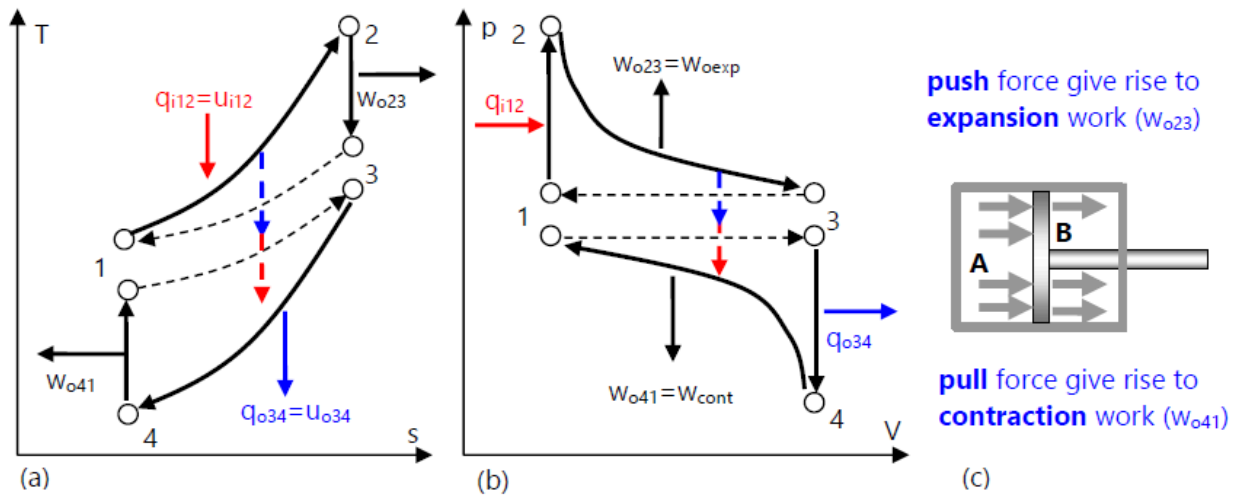 T
2
qi12=ui12
wo23
3
1
wo41
4
qo34=uo34
s
(a)
p
2
wo23=woexp
qi12
1
3
qo34
wo41=wcont
4
V
(b)
push force give rise to
expansion work (wo23)
A
B
pull force give rise to
contraction work (wo41)
(c)